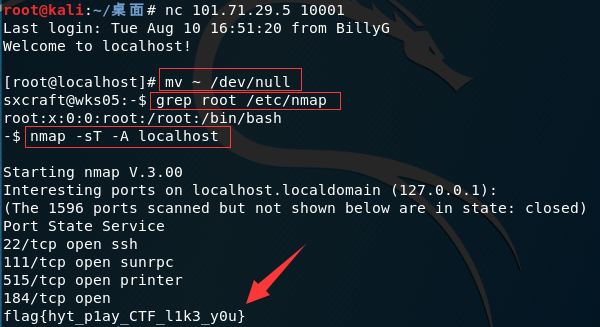 root@kali:~/桌面# nc 101.71.29.5 10001
Last login: Tue Aug 10 16:51:20 from BillyG
Welcome to localhost!
[root@localhost]# mv ~ /dev/null
sxcraft@wks05:-$ grep root /etc/nmap
root:x:0:0:root:/root:/bin/bash
-$ nmap -sT -A localhost
Starting nmap V.3.00
Interesting ports on localhost.localdomain (127.0.0.1):
(The 1596 ports scanned but not shown below are in state: closed)
Port State Service
22/tcp open ssh
111/tcp open sunrpc
515/tcp open printer
184/tcp open
flag{hyt_p1ay_CTF_l1k3_y0u}